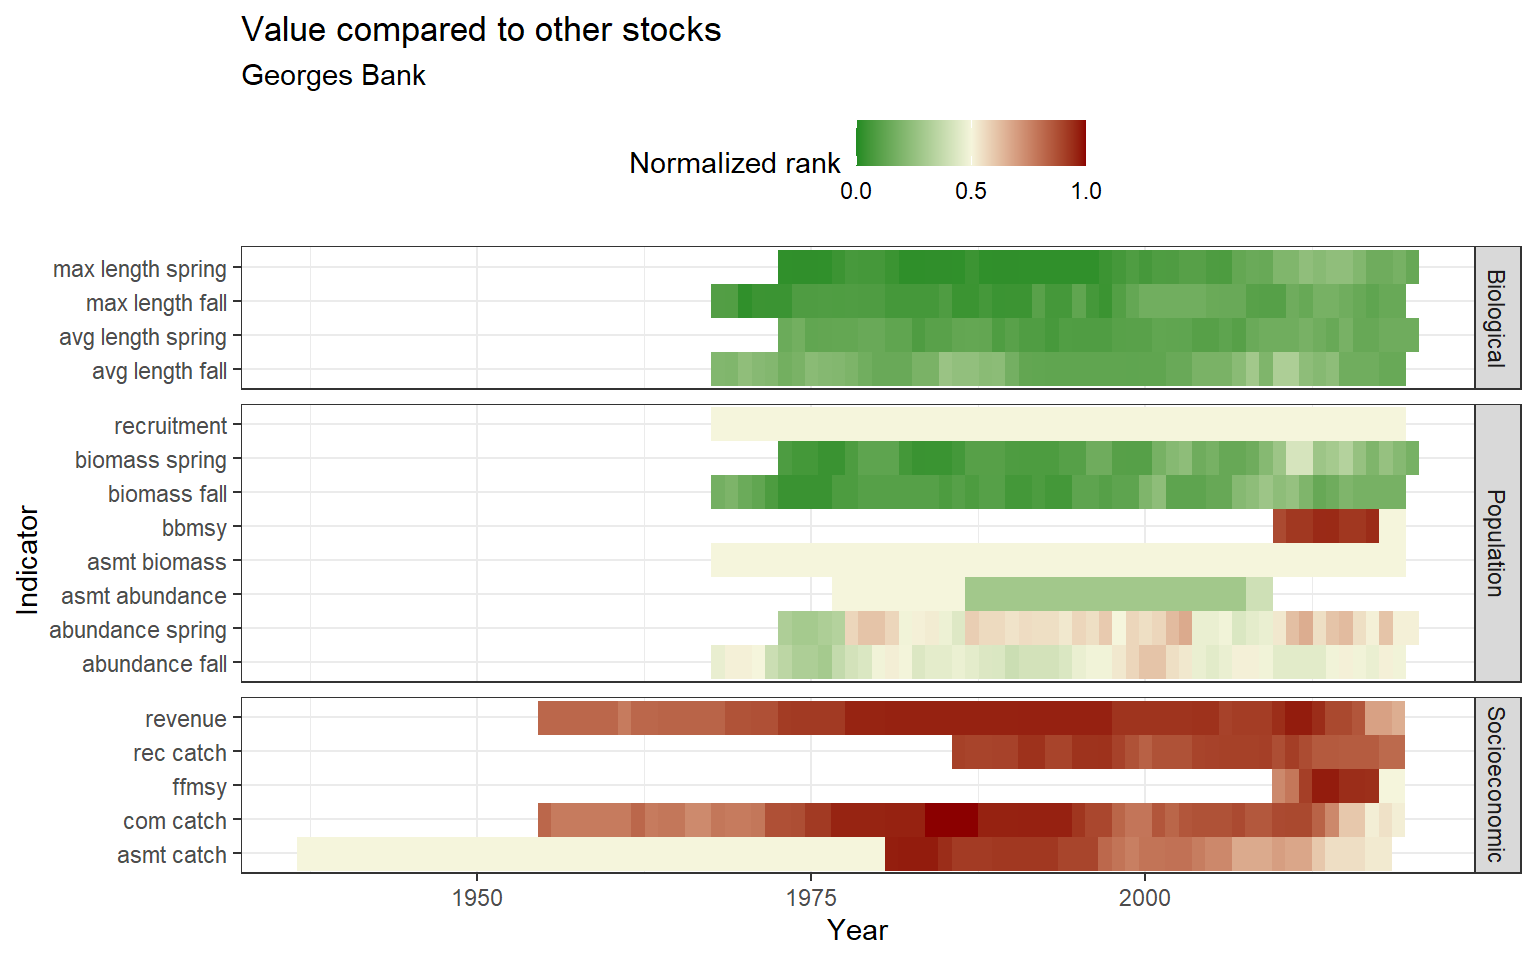 Value compared to other stocks
Georges Bank
Normalized rank
0.0 0.5 1.0
Indicator
max length spring
max length fall
avg length spring
avg length fall
Biological
recruitment
biomass spring
biomass fall
bbmsy
asmt biomass
asmt abundance
abundance spring
abundance fall
Population
revenue
rec catch
ffmsy
com catch
asmt catch
Socioeconomic
1950 1975 2000
Year